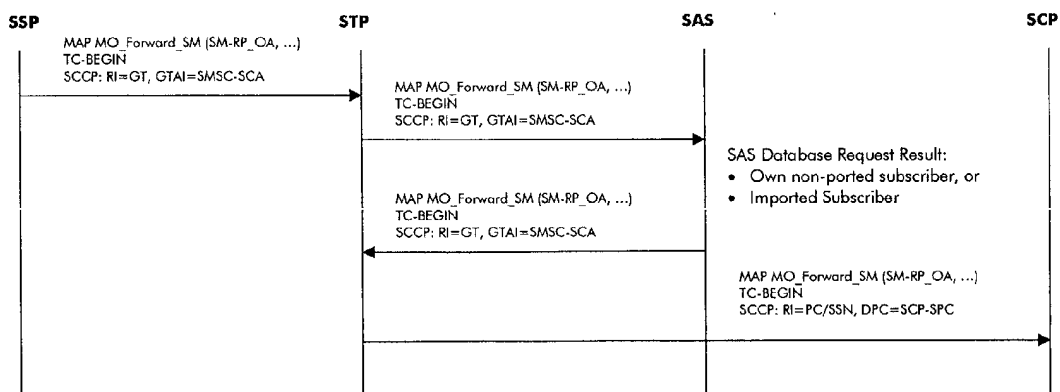 SSP STP SAS SCP
MAP MO_Forward_SM (SM-RP_OA, ...)
TC-BEGIN
SCCP: RI=GT, GTAI=SMSC-SCA
MAP MO_Forward_SM (SM-RP_OA, ...)
TC-BEGIN
SCCP: RI=GT, GTAI=SMSC-SCA
SAS Database Request Result:
• Own non-ported subscriber, or
• Imported Subscriber
MAP MO_Forward_SM (SM-RP_OA, ...)
TC-BEGIN
SCCP: RI=GT, GTAI=SMSC-SCA
MAP MO_Forward_SM (SM-RP_OA, ...)
TC-BEGIN
SCCP: RI=PC/SSN, DPC=SCP-SPC